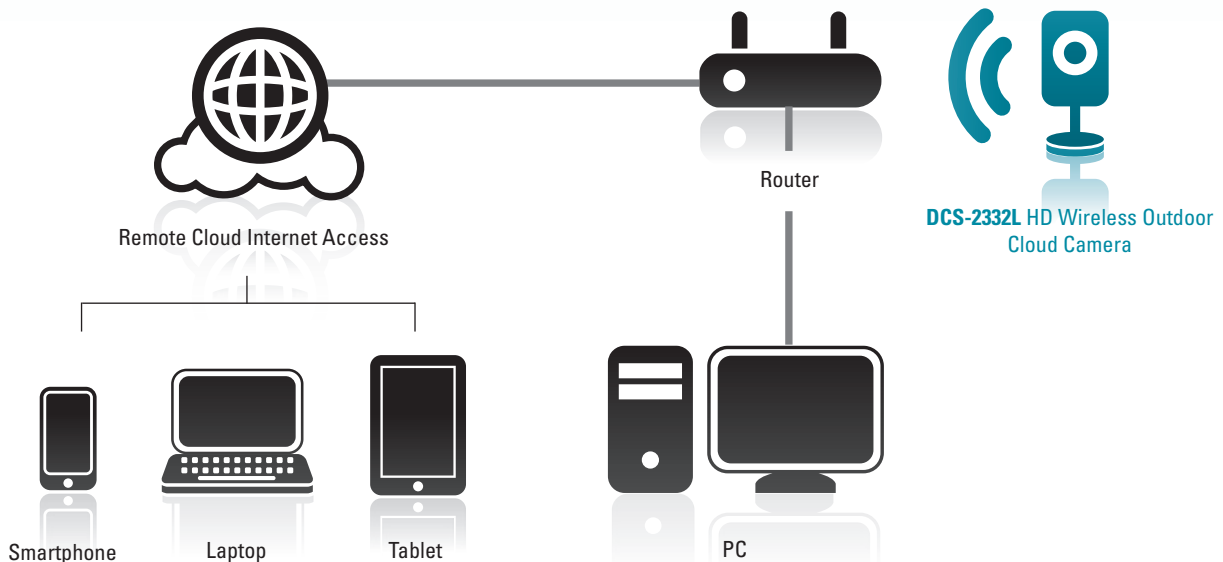 Router
DCS-2332L HD Wireless Outdoor
Cloud Camera
Remote Cloud Internet Access
Smartphone
Laptop
Tablet
PC